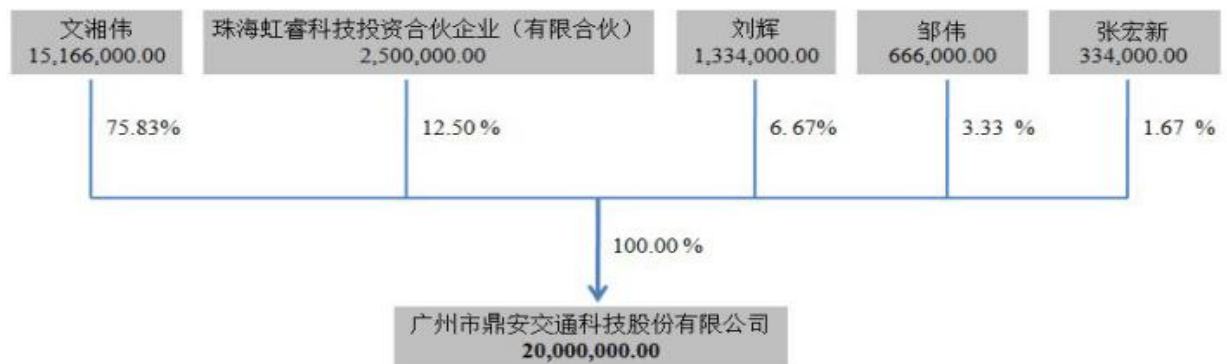 文湘伟
15,166,000.00
珠海虹睿科技投资合伙企业（有限合伙）
2,500,000.00
刘辉
1,334,000.00
邹伟
666,000.00
张宏新
334,000.00
75.83%
12.50 %
6. 67%
3.33 %
1.67 %
100.00 %
广州市鼎安交通科技股份有限公司
20,000,000.00